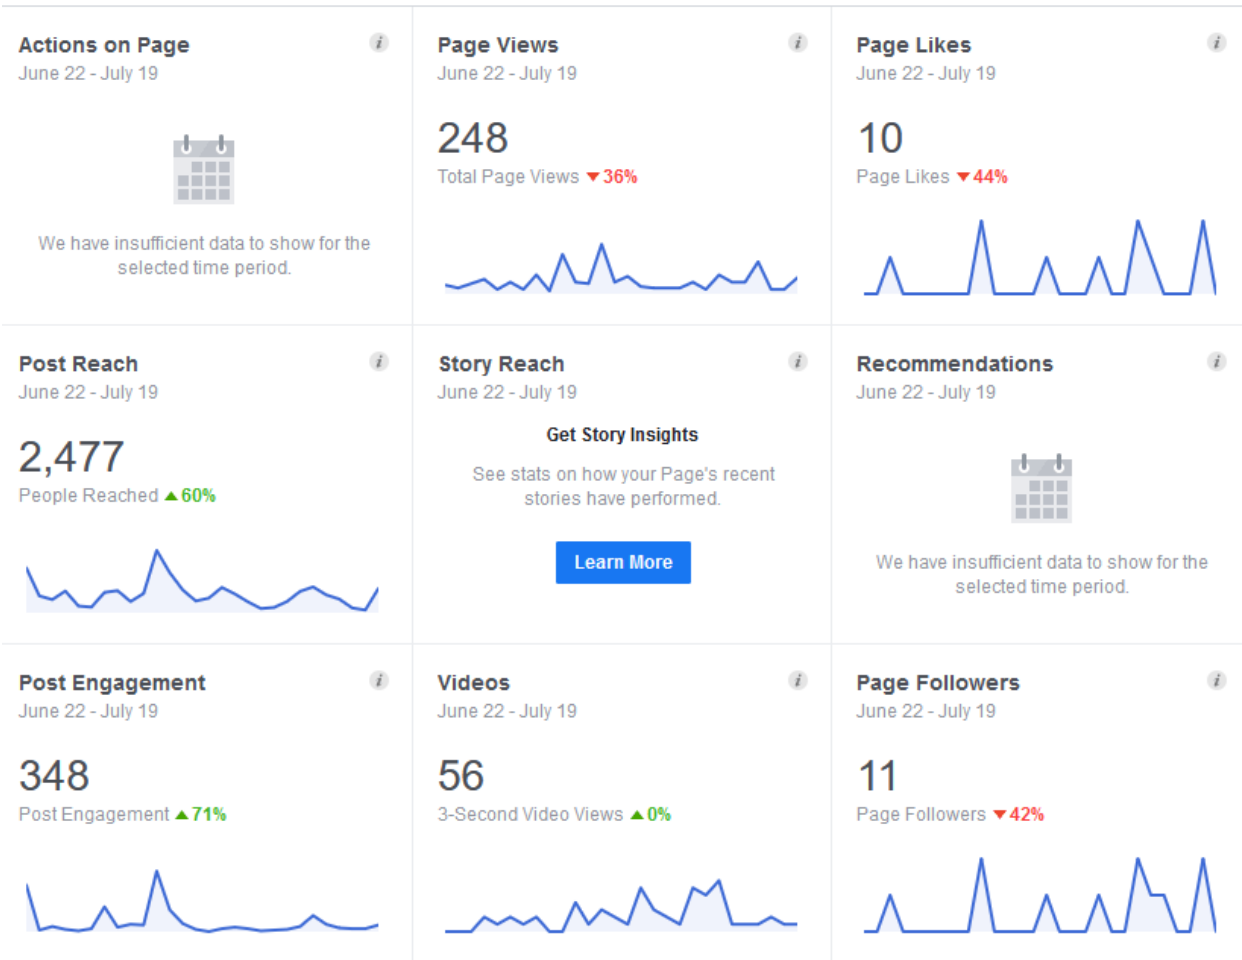 Actions on Page
June 22 - July 19
We have insufficient data to show for the
selected time period.
Page Views
June 22 - July 19
248
Total Page Views ▼36%
Page Likes
June 22 - July 19
10
Page Likes ▼44%
Post Reach
June 22 - July 19
2,477
People Reached ▲60%
Story Reach
June 22 - July 19
Get Story Insights
See stats on how your Page's recent
stories have performed.
Learn More
Recommendations
June 22 - July 19
We have insufficient data to show for the
selected time period.
Post Engagement
June 22 - July 19
348
Post Engagement ▲71%
Videos
June 22 - July 19
56
3-Second Video Views ▲0%
Page Followers
June 22 - July 19
11
Page Followers ▼42%